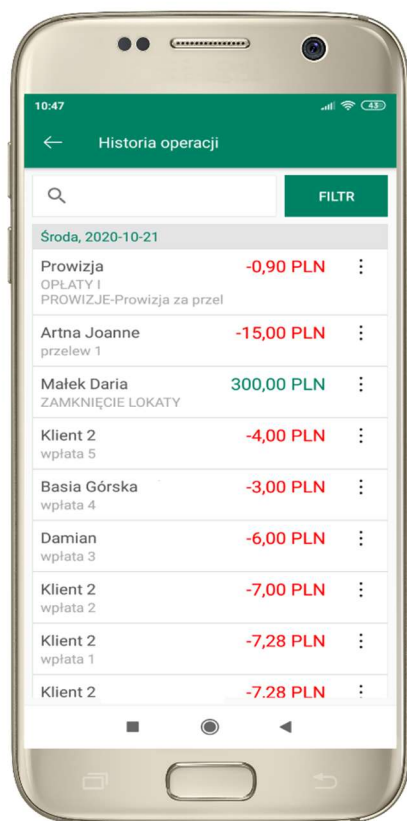 10:47
43
Historia operacji
FILTR
Środa, 2020-10-21
Prowizja -0,90 PLN
OPŁATY I
PROWIZJE-Prowizja za przel
Artna Joanne -15,00 PLN
przelew 1
Małek Daria 300,00 PLN
ZAMKNIĘCIE LOKATY
Klient 2 -4,00 PLN
wpłata 5
Basia Górska -3,00 PLN
wpłata 4
Damian -6,00 PLN
wpłata 3
Klient 2 -7,00 PLN
wpłata 2
Klient 2 -7,28 PLN
wpłata 1
Klient 2 -7,28 PLN